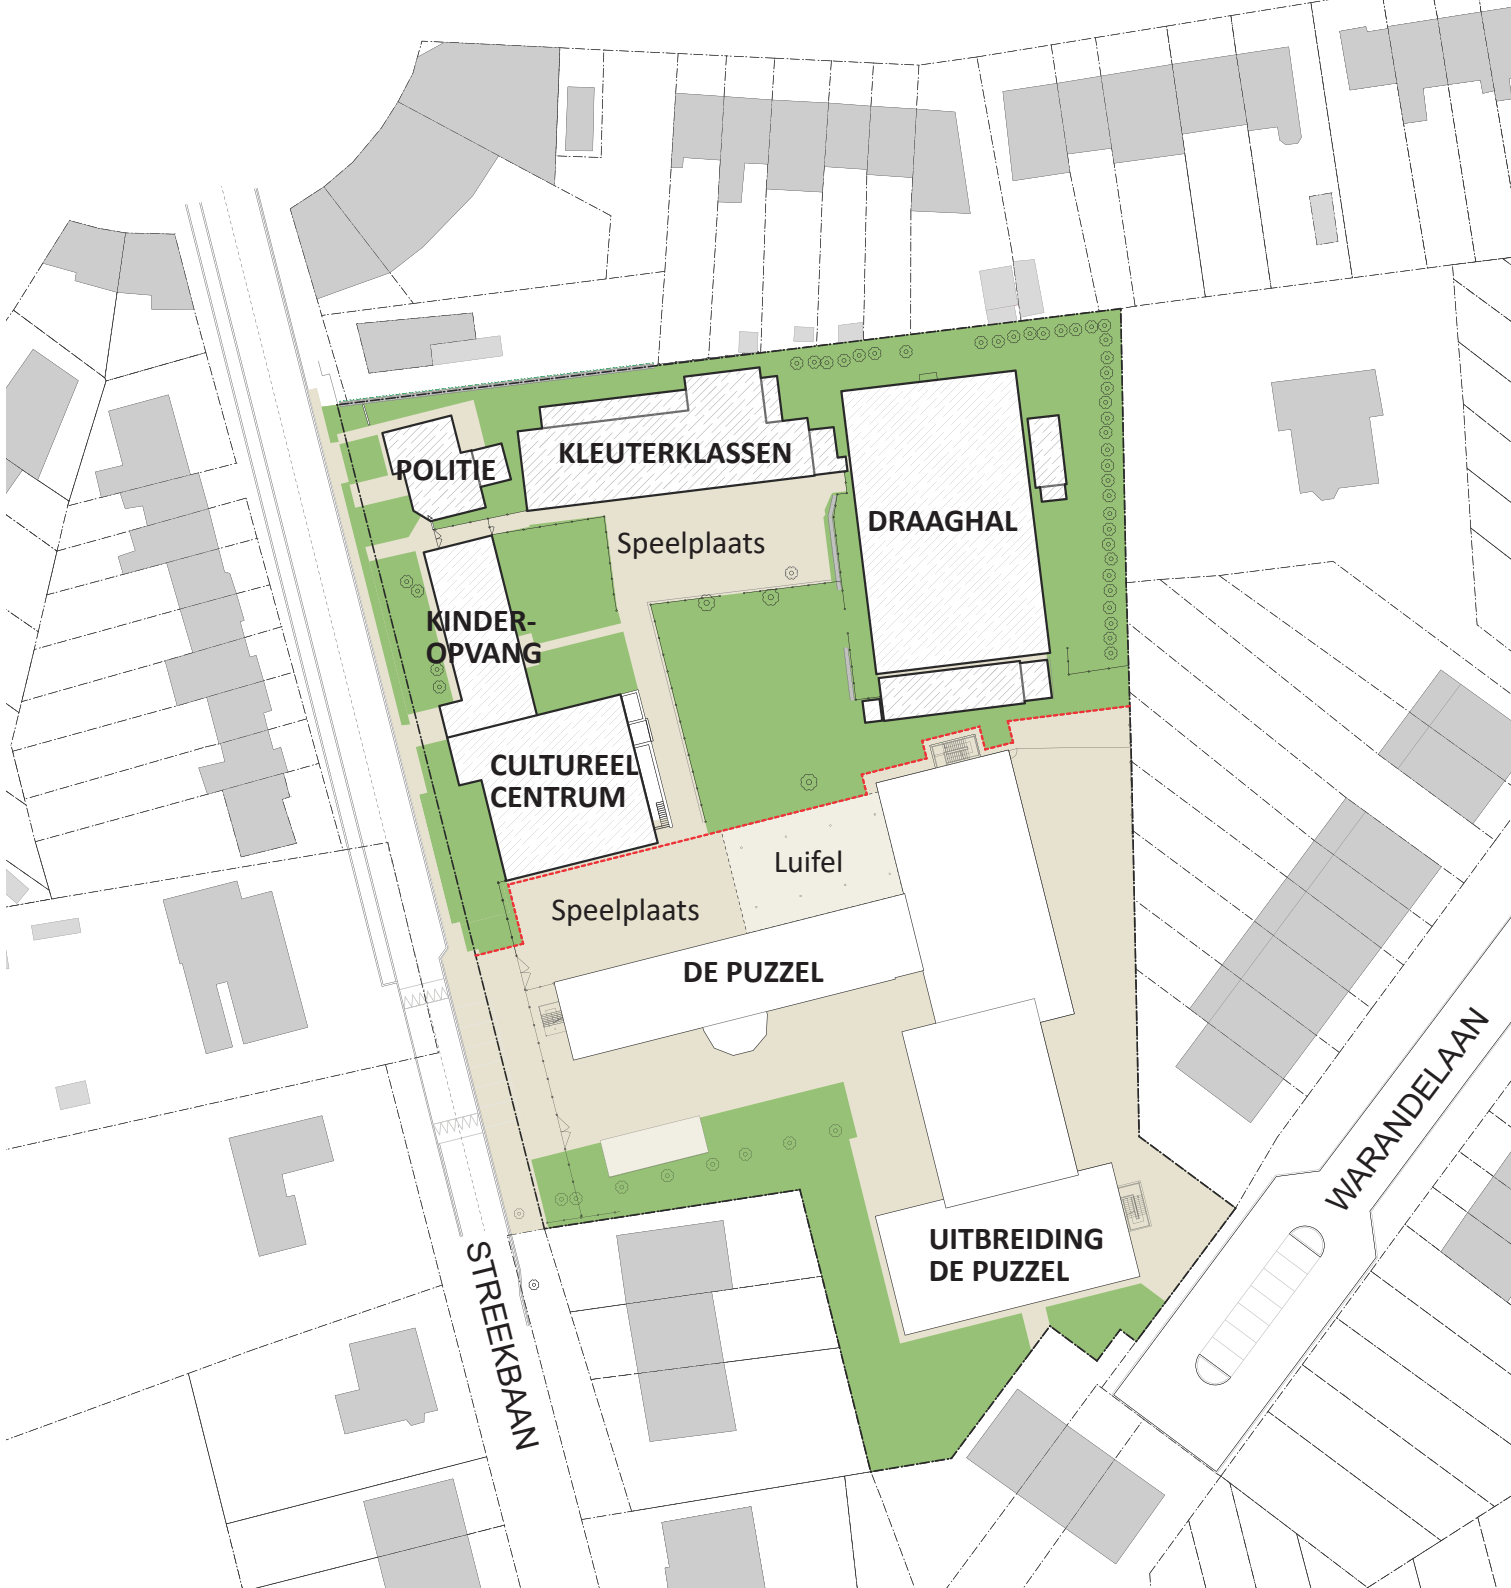 POLITIE
KLEUTERKLASSEN
DRAAGHAL
Speelplaats
KINDER-
OPVANG
CULTUREEL
CENTRUM
Luifel
Speelplaats
DE PUZZEL
WARANDELAAN
UITBREIDING
DE PUZZEL
STREEKBAAN